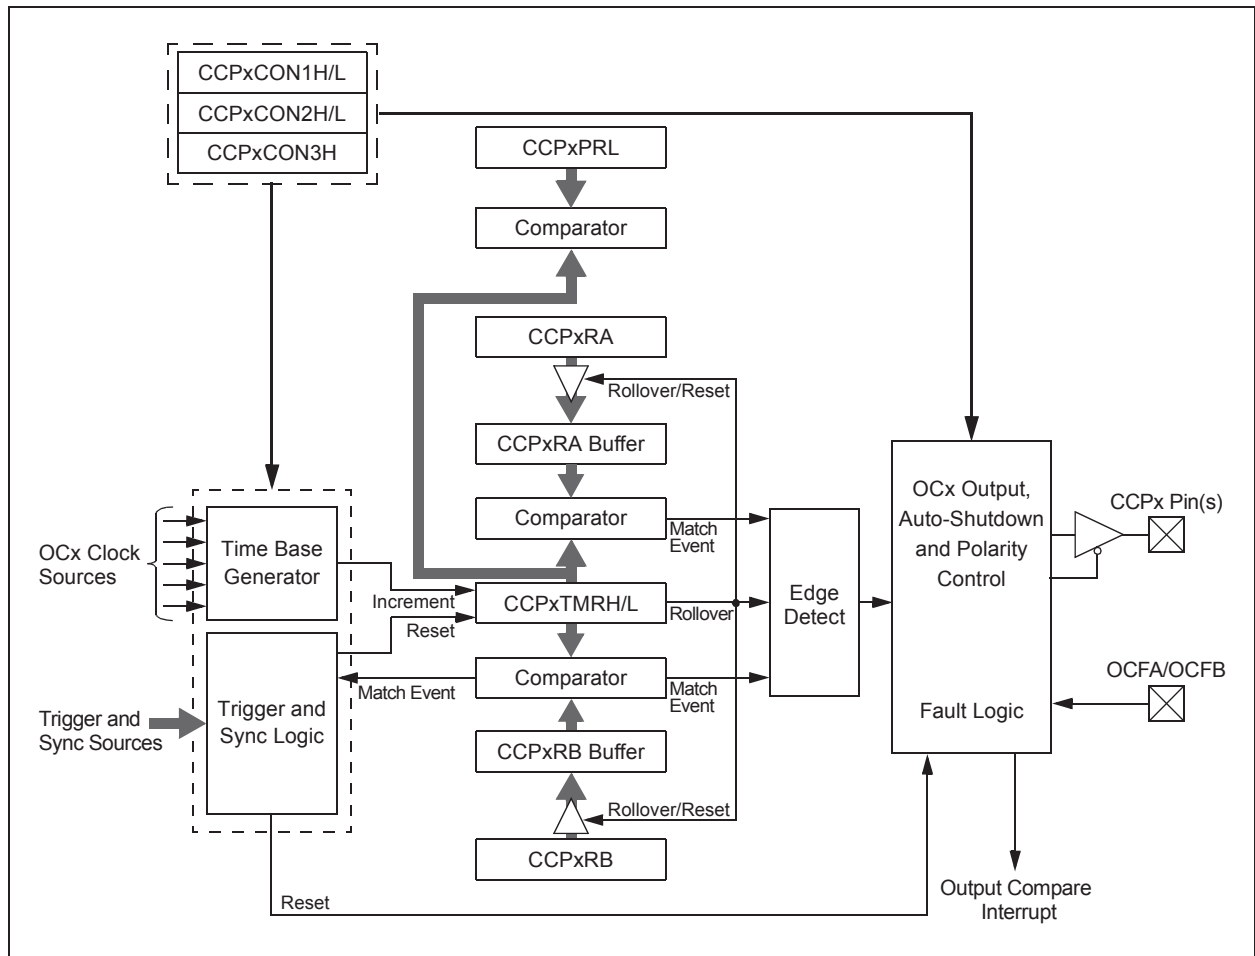 CCPxCON1H/L
CCPxCON2H/L
CCPxCON3H
CCPxPRL
Comparator
CCPxRA
Rollover/Reset
CCPxRA Buffer
Comparator
Match
Event
OCx Clock
Sources
Time Base
Generator
Increment
Reset
CCPxTMRH/L
Rollover
Edge
Detect
OCx Output,
Auto-Shutdown
and Polarity
Control
CCPx Pin(s)
Trigger and
Sync Sources
Trigger and
Sync Logic
Match Event
Comparator
Match
Event
OCFA/OCFB
Fault Logic
CCPxRB Buffer
Rollover/Reset
CCPxRB
Reset
Output Compare
Interrupt